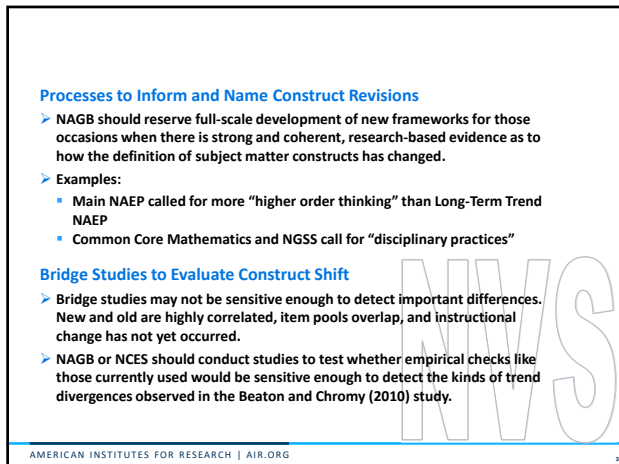 Processes to Inform and Name Construct Revisions
➢ NAGB should reserve full-scale development of new frameworks for those
occasions when there is strong and coherent, research-based evidence as to
how the definition of subject matter constructs has changed.
➢ Examples:
▪ Main NAEP called for more “higher order thinking” than Long-Term Trend
NAEP
▪ Common Core Mathematics and NGSS call for “disciplinary practices”
Bridge Studies to Evaluate Construct Shift
➢ Bridge studies may not be sensitive enough to detect important differences.
New and old are highly correlated, item pools overlap, and instructional
change has not yet occurred.
➢ NAGB or NCES should conduct studies to test whether empirical checks like
those currently used would be sensitive enough to detect the kinds of trend
divergences observed in the Beaton and Chromy (2010) study.
NVS
AMERICAN INSTITUTES FOR RESEARCH | AIR.ORG